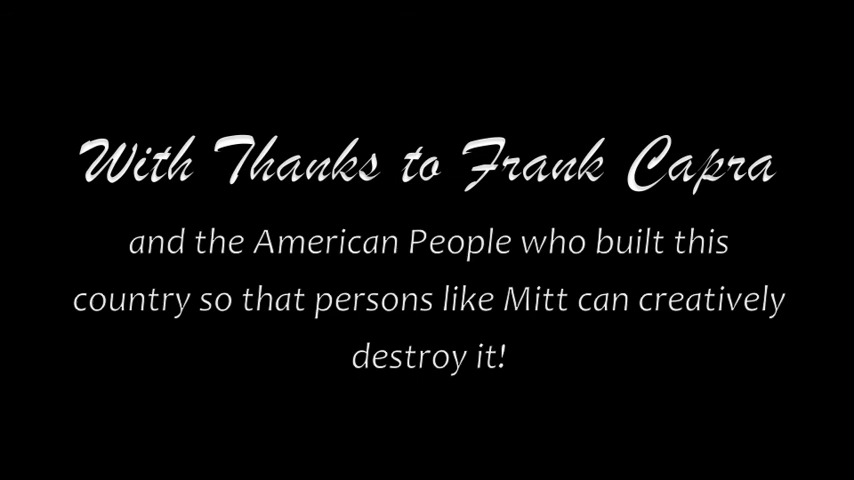 With Thanks to Frank Capra
and the American People who built this
country so that persons like Mitt can creatively
destroy it!